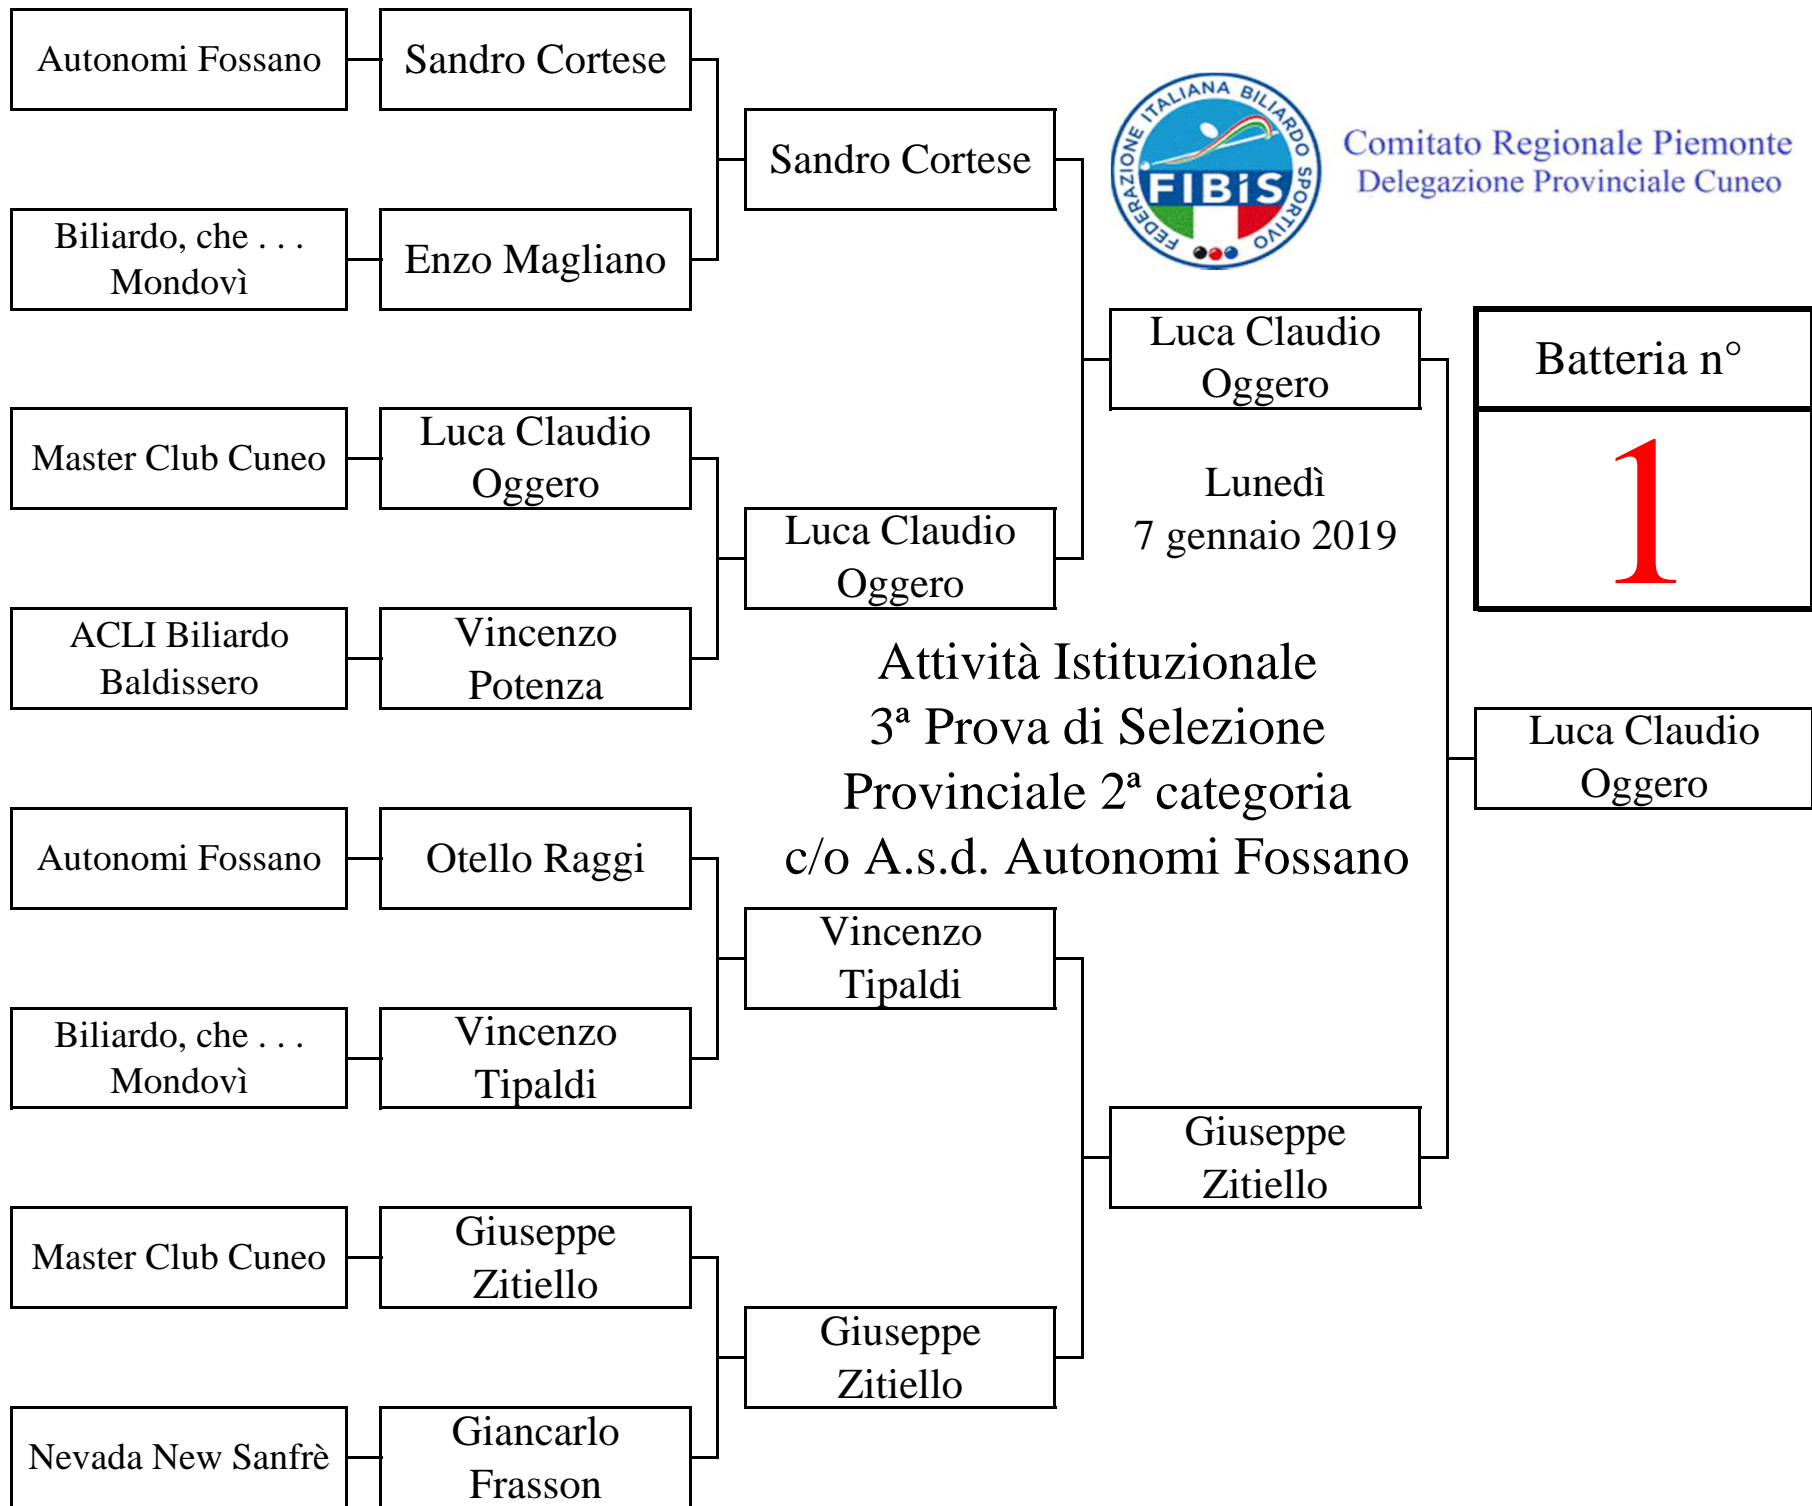 Autonomi Fossano
Sandro Cortese
Sandro Cortese
FEDERAZIONE ITALIANA BILIARDO SPORTIVO
FIBiS
Comitato Regionale Piemonte
Delegazione Provinciale Cuneo
Biliardo, che . . .
Mondovì
Enzo Magliano
Luca Claudio
Oggero
Batteria n°
1
Master Club Cuneo
Luca Claudio
Oggero
Luca Claudio
Oggero
Lunedì
7 gennaio 2019
ACLI Biliardo
Baldissero
Vincenzo
Potenza
Attività Istituzionale
3ª Prova di Selezione
Provinciale 2ª categoria
c/o A.s.d. Autonomi Fossano
Luca Claudio
Oggero
Autonomi Fossano
Otello Raggi
Vincenzo
Tipaldi
Biliardo, che . . .
Mondovì
Vincenzo
Tipaldi
Giuseppe
Zitiello
Master Club Cuneo
Giuseppe
Zitiello
Giuseppe
Zitiello
Nevada New Sanfrè
Giancarlo
Frasson